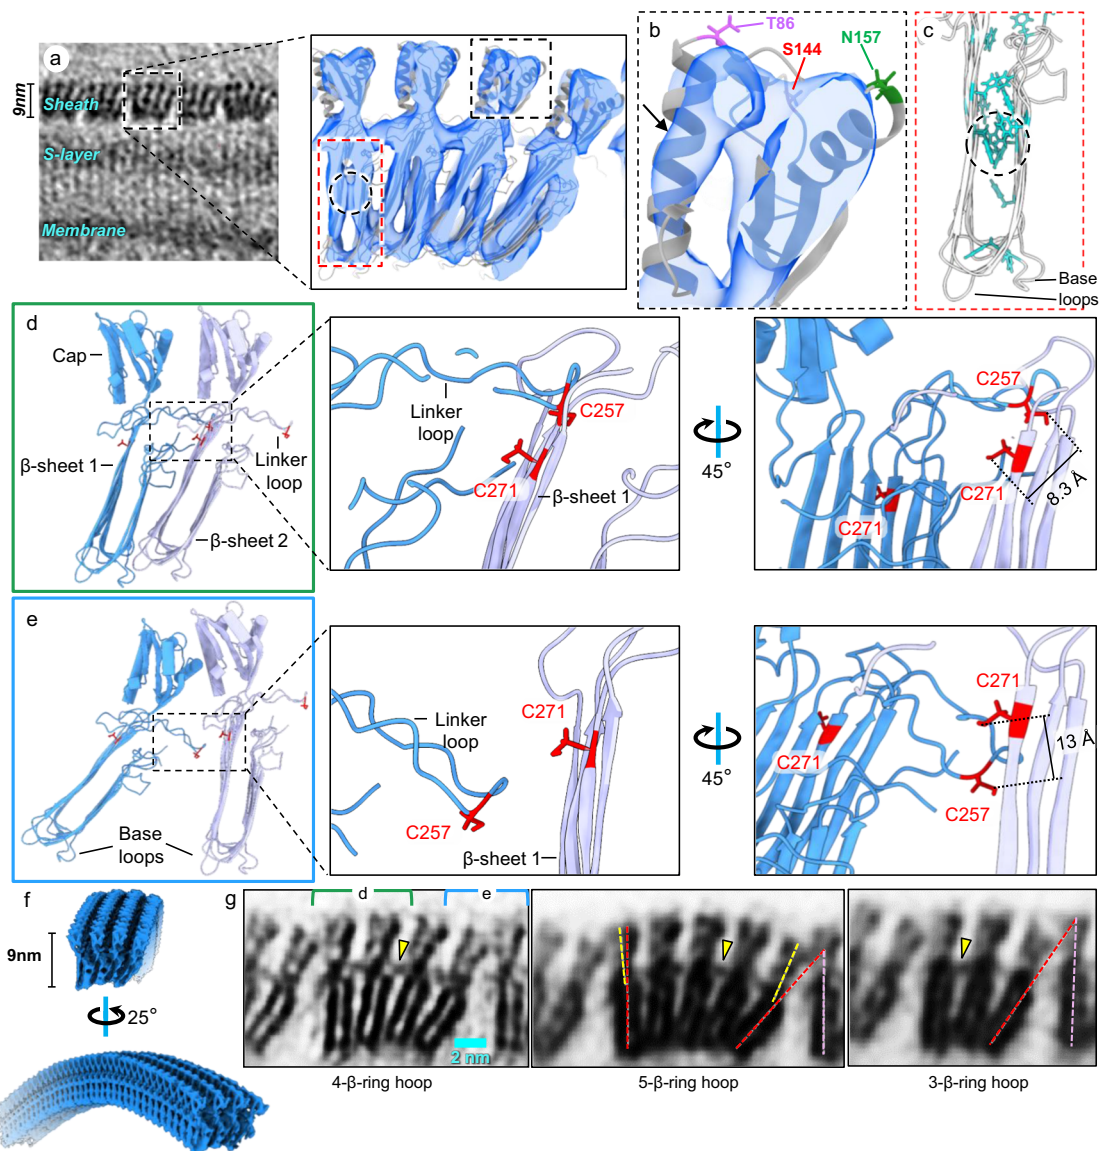 a
9nm
Sheath
S-layer
Membrane
b
T86
S144
N157
c
Base
loops
d
Cap
β-sheet 1
Linker
loop
β-sheet 2
Linker
loop
C257
C271
β-sheet 1
45°
C257
C271
8.3 Å
C271
e
Base
loops
Linker
loop
C271
C257
β-sheet 1
45°
C271
C271
13 Å
C257
f
9nm
25°
g
d
e
2 nm
4-β-ring hoop
5-β-ring hoop
3-β-ring hoop